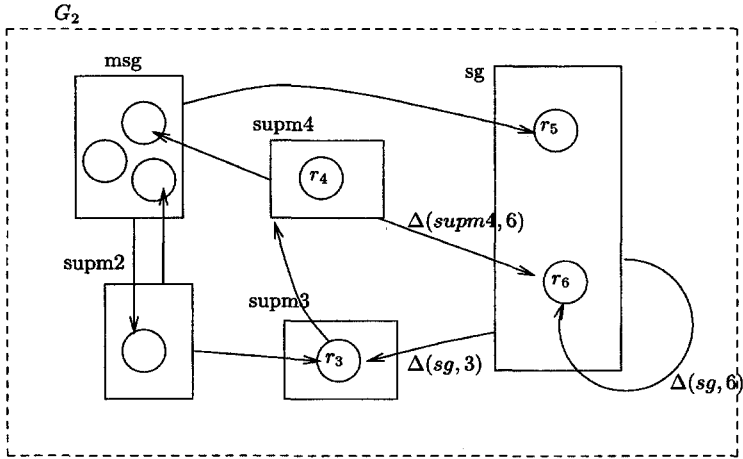 G₂
msg
sg
r₅
supm4
r₄
Δ(supm4, 6)
supm2
r₆
supm3
r₃
Δ(sg, 3)
Δ(sg, 6)